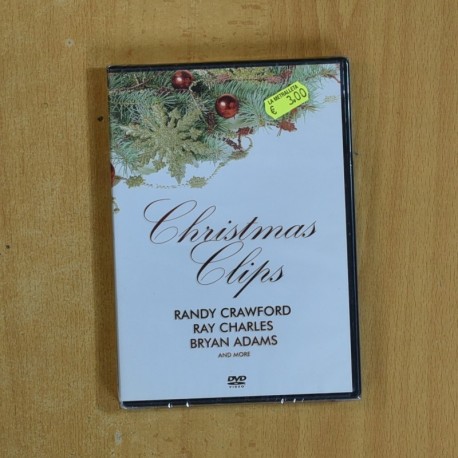 LA METRALLETA
€ 3,00
Christmas
Clips
RANDY CRAWFORD
RAY CHARLES
BRYAN ADAMS
AND MORE
DVD
VIDEO